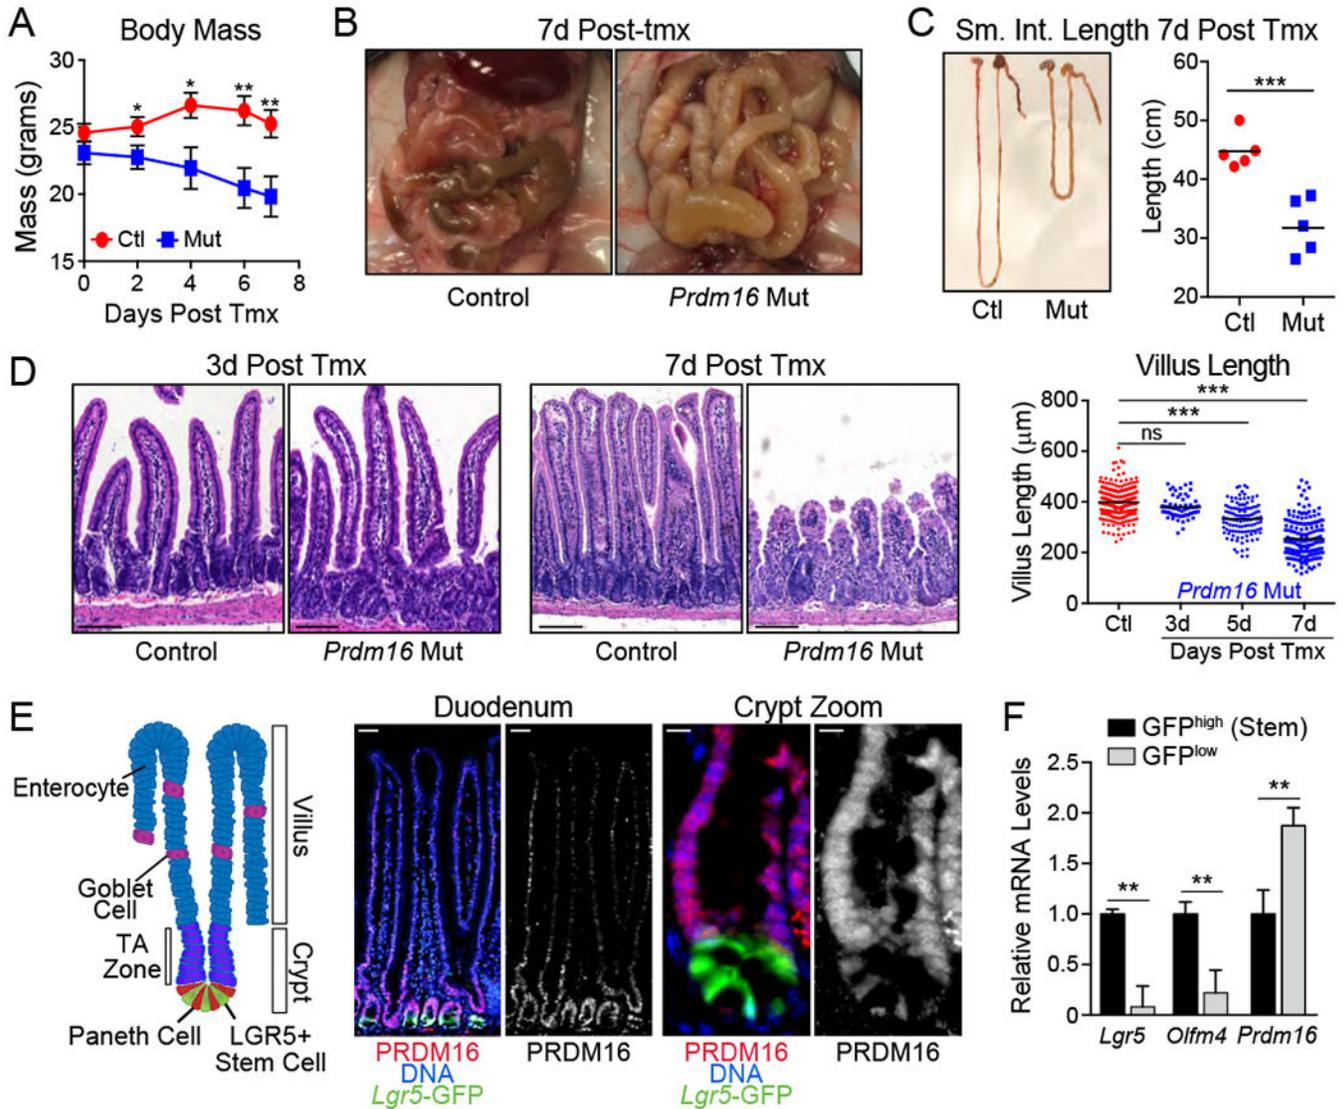 A
Body Mass
Mass (grams)
30
25
20
15
*
*
**
**
Ctl
Mut
0
2
4
6
8
Days Post Tmx
B
7d Post-tmx
Control
Prdm16 Mut
C
Sm. Int. Length 7d Post Tmx
Ctl
Mut
Length (cm)
60
50
40
30
20
***
Ctl
Mut
D
3d Post Tmx
Control
Prdm16 Mut
7d Post Tmx
Control
Prdm16 Mut
Villus Length
Villus Length (μm)
800
600
400
200
0
***
***
ns
Prdm16 Mut
Ctl
3d
5d
7d
Days Post Tmx
E
Enterocyte
Goblet
Cell
TA
Zone
Paneth Cell
LGR5+
Stem Cell
Villus
Crypt
Duodenum
PRDM16
DNA
Lgr5-GFP
PRDM16
Crypt Zoom
PRDM16
DNA
Lgr5-GFP
PRDM16
F
GFPhigh (Stem)
GFPlow
Relative mRNA Levels
2.5
2.0
1.5
1.0
0.5
0
**
**
**
Lgr5
Olfm4
Prdm16